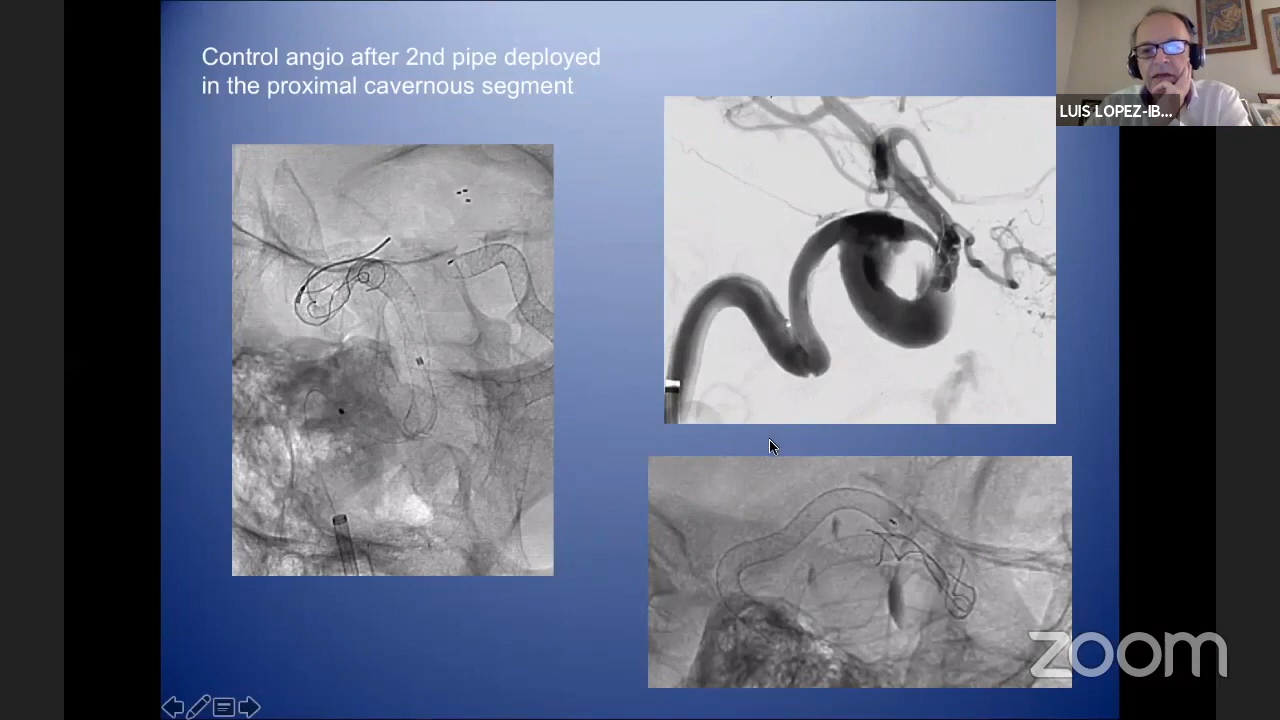 Control angio after 2nd pipe deployed
in the proximal cavernous segment
LUIS LOPEZ-IB...
zoom